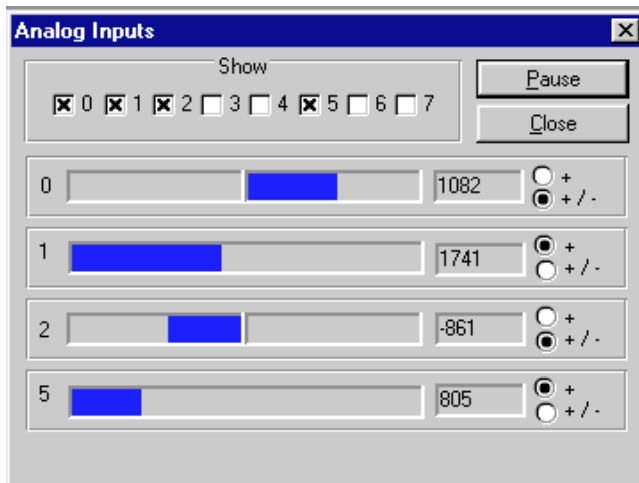 Analog Inputs
Show
0 1 2 3 4 5 6 7
Pause
Close
0 1082 +
+ / -
1 1741 +
+ / -
2 -861 +
+ / -
5 805 +
+ / -